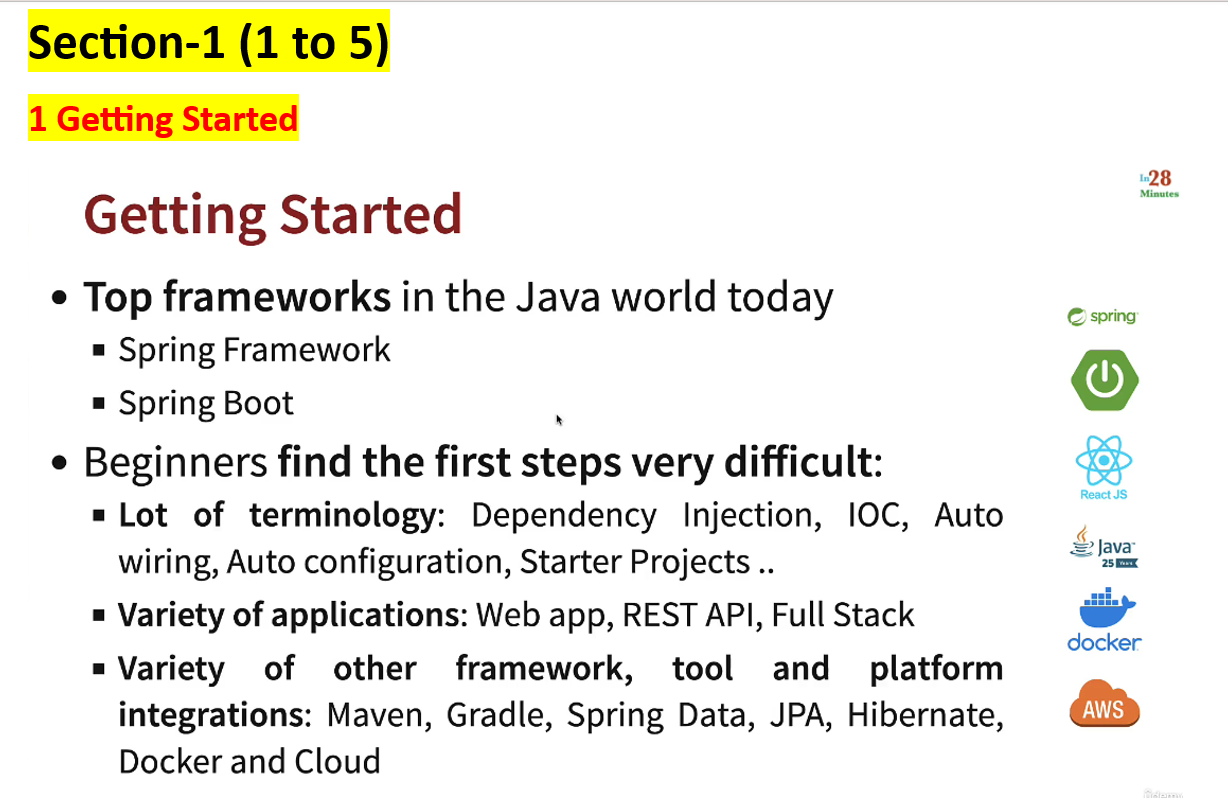 Section-1 (1 to 5)
1 Getting Started
In28
Minutes
Getting Started
• Top frameworks in the Java world today
▪ Spring Framework
▪ Spring Boot
• Beginners find the first steps very difficult:
▪ Lot of terminology: Dependency Injection, IOC, Auto
wiring, Auto configuration, Starter Projects ..
▪ Variety of applications: Web app, REST API, Full Stack
▪ Variety of other framework, tool and platform
integrations: Maven, Gradle, Spring Data, JPA, Hibernate,
Docker and Cloud
spring
React JS
Java
25 Years
docker
AWS